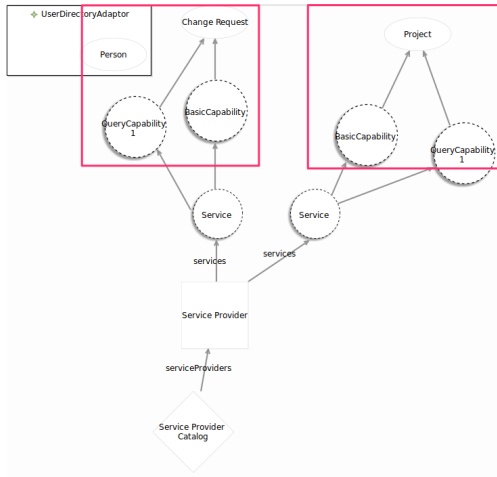 UserDirectoryAdaptor
Person
Change Request
Project
QueryCapability
1
BasicCapability
BasicCapability
QueryCapability
1
Service
Service
services
services
Service Provider
serviceProviders
Service Provider
Catalog